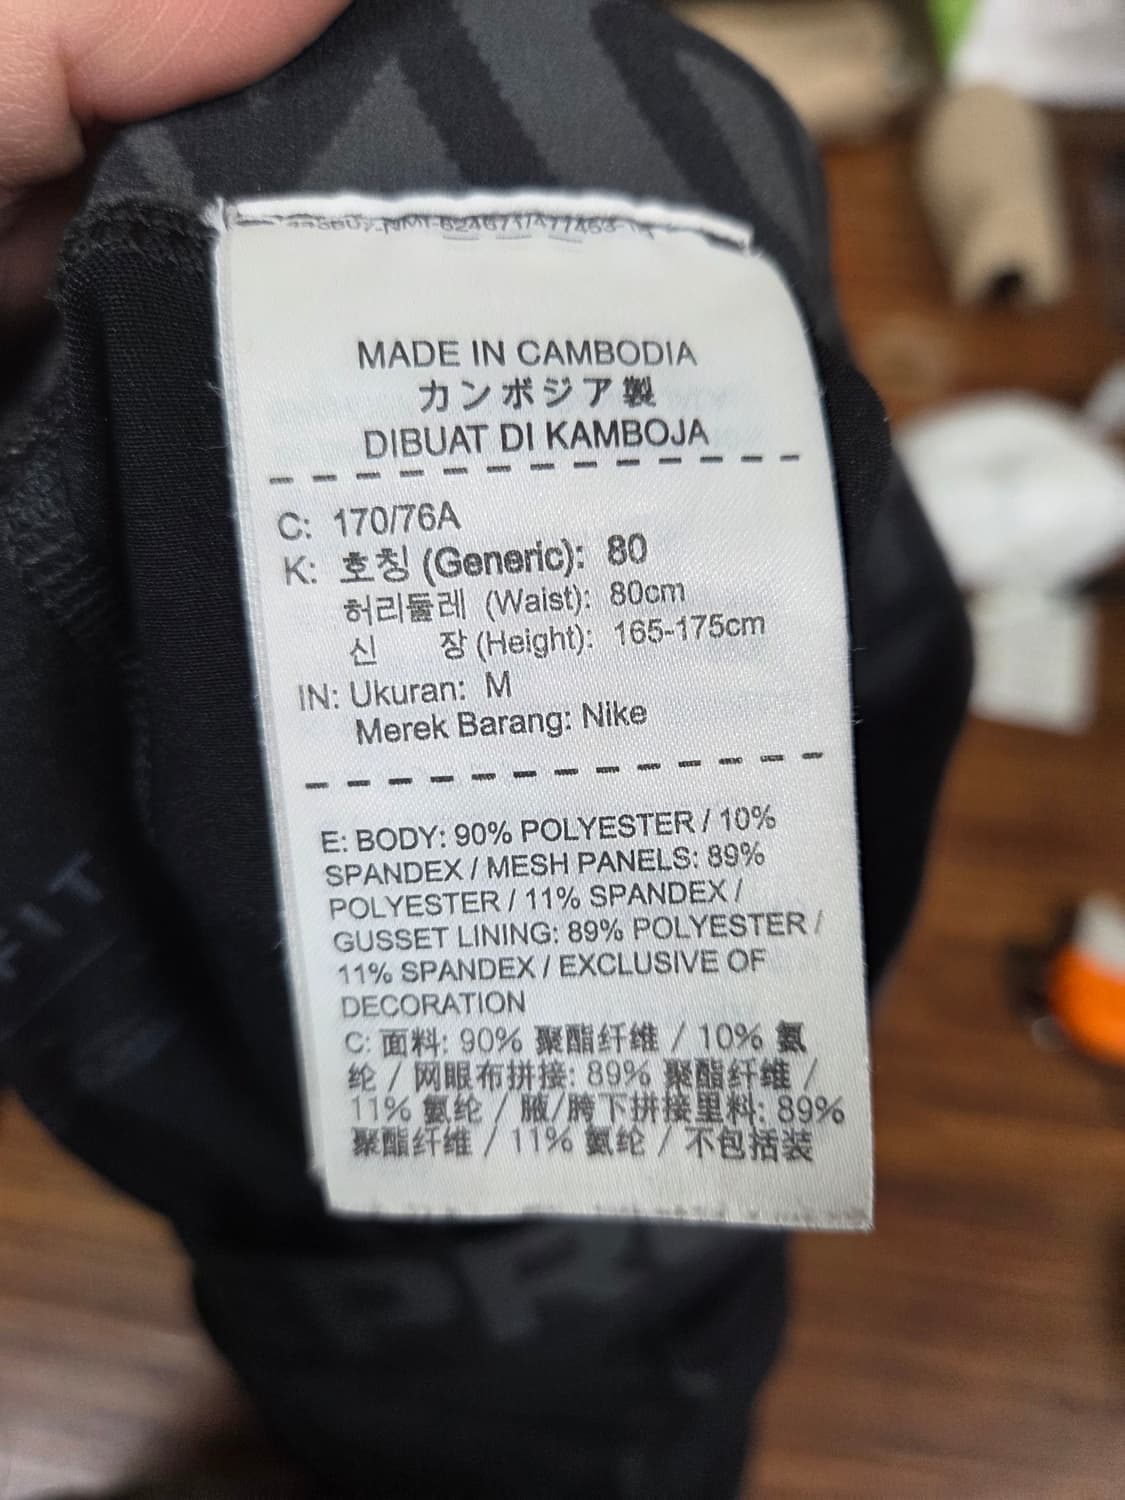 MADE IN CAMBODIA
カンボジア製
DIBUAT DI KAMBOJA
C: 170/76A
K: 호칭 (Generic): 80
허리둘레 (Waist): 80cm
신 장 (Height): 165-175cm
IN: Ukuran: M
Merek Barang: Nike
E: BODY: 90% POLYESTER / 10%
SPANDEX / MESH PANELS: 89%
POLYESTER / 11% SPANDEX /
GUSSET LINING: 89% POLYESTER /
11% SPANDEX / EXCLUSIVE OF
DECORATION
C: 面料: 90% 聚酯纤维 / 10% 氨
纶 / 网眼布拼接: 89% 聚酯纤维 /
11% 氨纶 / 腋/胯下拼接里料: 89%
聚酯纤维 / 11% 氨纶 / 不包括装
FIT